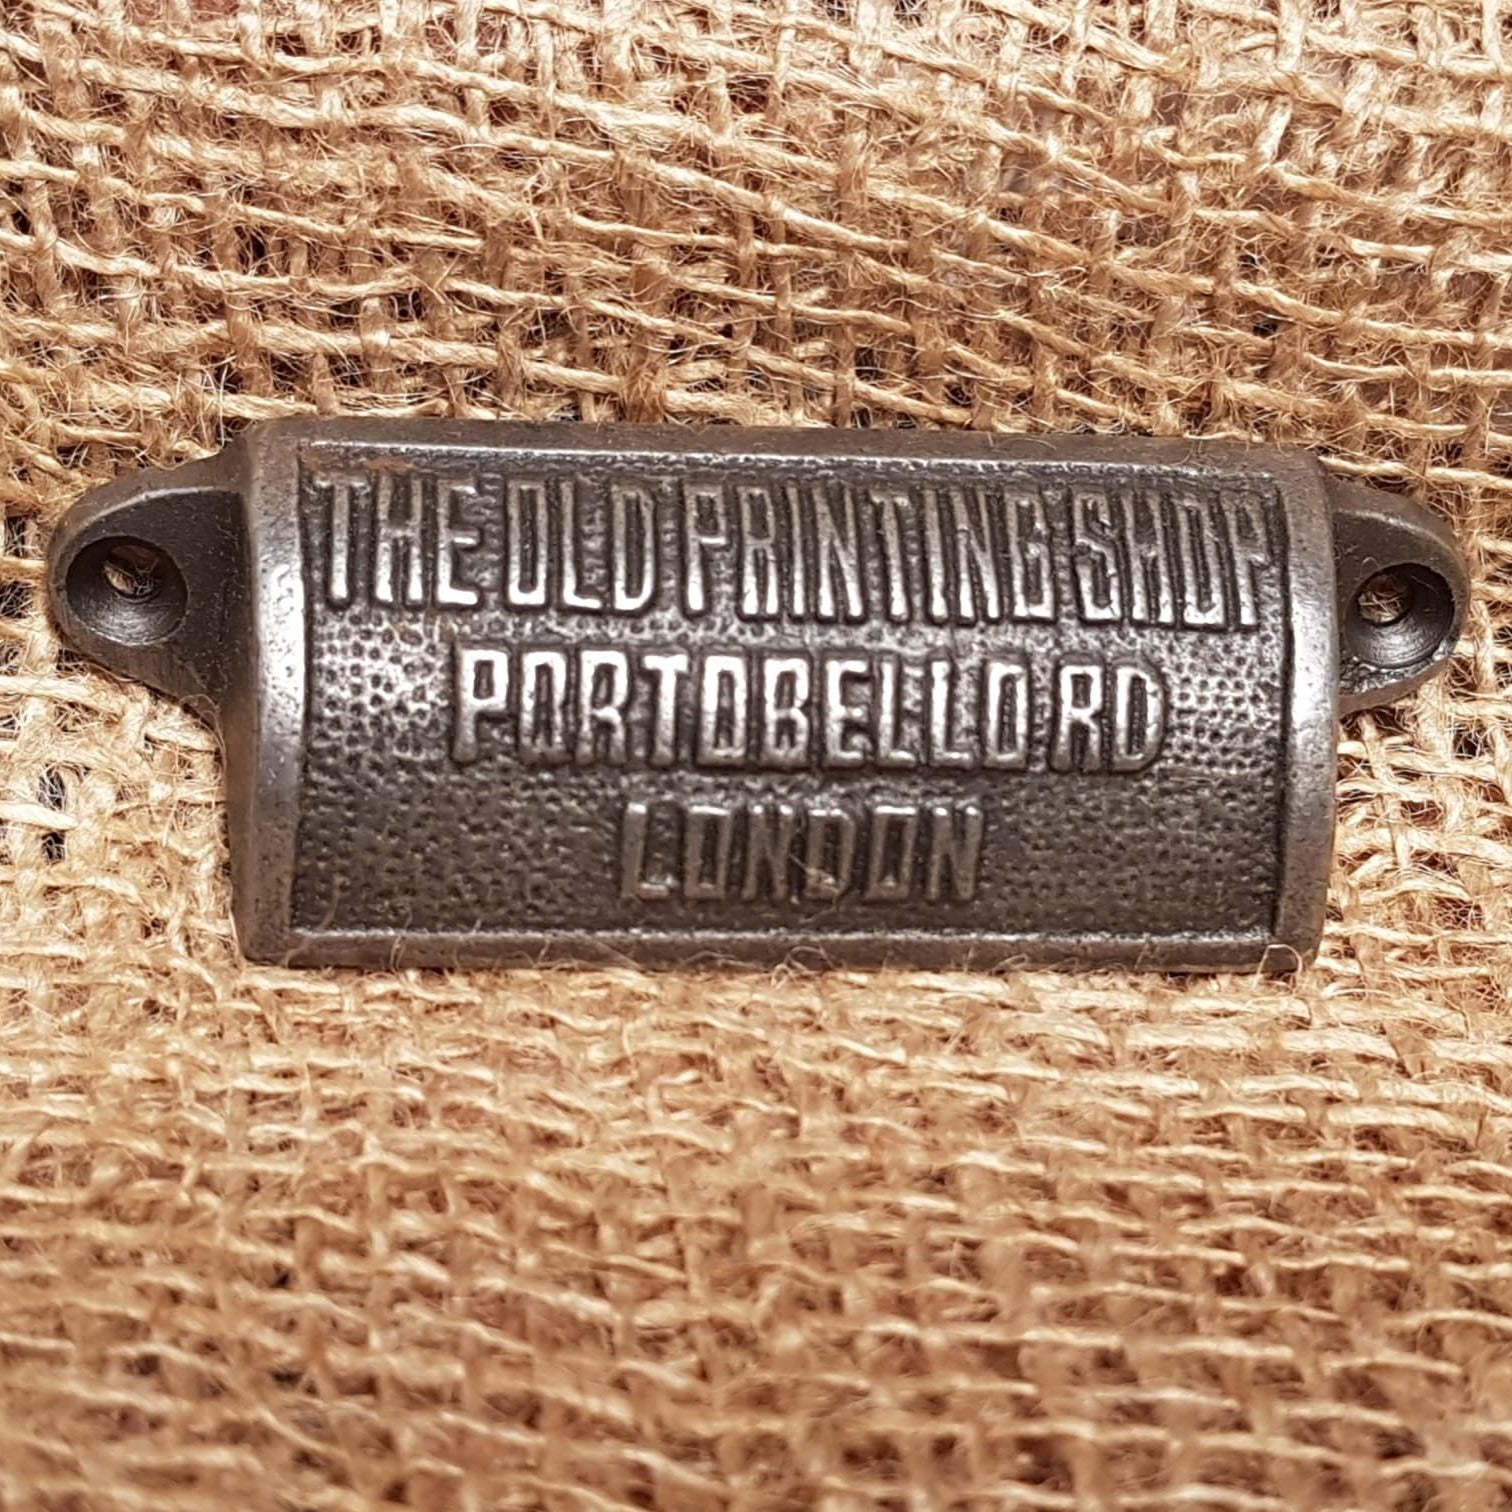 THE OLD PRINTING SHOP
PORTOBELLO RD
LONDON